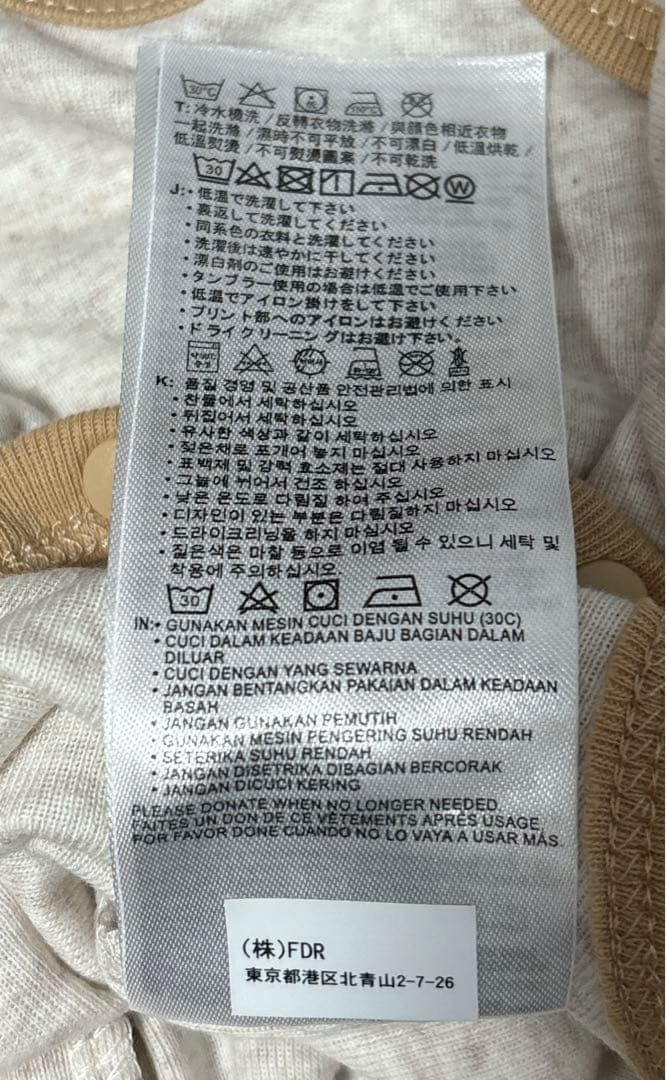 30°C
T: 冷水機洗 / 反轉衣物洗滌 / 與顔色相近衣物
一起洗滌 / 濕時不可平放 / 不可漂白 / 低溫烘乾 /
低溫熨燙 / 不可熨燙圖案 / 不可乾洗
30 W
J: • 低温で洗濯して下さい
• 裏返して洗濯してください
• 同系色の衣料と洗濯してください
• 洗濯後は速やかに干してください
• 漂白剤のご使用はお避けください
• タンブラー使用の場合は低温でご使用下さい
• 低温でアイロン掛けをして下さい
• プリント部へのアイロンはお避けください
• ドライクリーニングはお避け下さい。
K: 품질 경영 및 공산품 안전관리법에 의한 표시
• 찬물에서 세탁하십시오
• 뒤집어서 세탁하십시오
• 유사한 색상과 같이 세탁하십시오
• 젖은채로 포개어 놓지 마십시오
• 표백제 및 강력 효소제는 절대 사용하지 마십시오
• 그늘에 뉘어서 건조 하십시오
• 낮은 온도로 다림질 하여 주십시오
• 디자인이 있는 부분은 다림질하지 마십시오
• 드라이크리닝을 하지 마십시오
• 짙은색은 마찰 등으로 이염 될 수 있으니 세탁 및
착용에 주의하십시오
30
IN: • GUNAKAN MESIN CUCI DENGAN SUHU (30C)
• CUCI DALAM KEADAAN BAJU BAGIAN DALAM
DILUAR
• CUCI DENGAN YANG SEWARNA
• JANGAN BENTANGKAN PAKAIAN DALAM KEADAAN
BASAH
• JANGAN GUNAKAN PEMUTIH
• GUNAKAN MESIN PENGERING SUHU RENDAH
• SETERIKA SUHU RENDAH
• JANGAN DISETRIKA DIBAGIAN BERCORAK
• JANGAN DICUCI KERING
PLEASE DONATE WHEN NO LONGER NEEDED.
FAITES UN DON DE CE VÊTEMENTS APRÈS USAGE
POR FAVOR DONE CUANDO NO LO VAYA A USAR MÁS.
(株)FDR
東京都港区北青山2-7-26